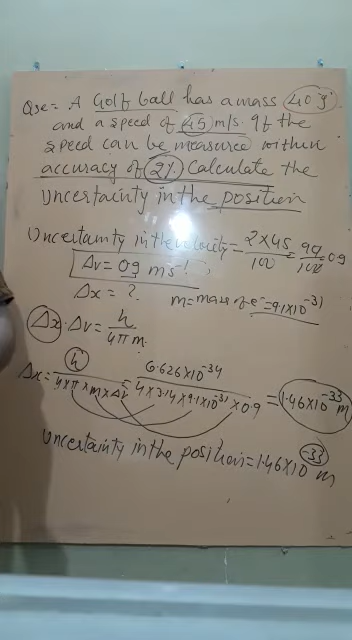 Que = A Golf ball has a mass 40 g
and a speed of 45 m/s. If the
speed can be measured within
accuracy of 2%. Calculate the
Uncertainty in the position
Uncertainty in the velocity = 2×45/100 = 90/100 = 0.9
Δv = 0.9 ms⁻¹
Δx = ? m = mass of e⁻ = 9.1×10⁻³¹
Δx · Δv = h/4πm
Δx = h/4×π×m×Δv = 6.626×10⁻³⁴/4×3.14×9.1×10⁻³¹×0.9 = 1.46×10⁻³³ m
Uncertainty in the position = 1.46×10⁻³³ m